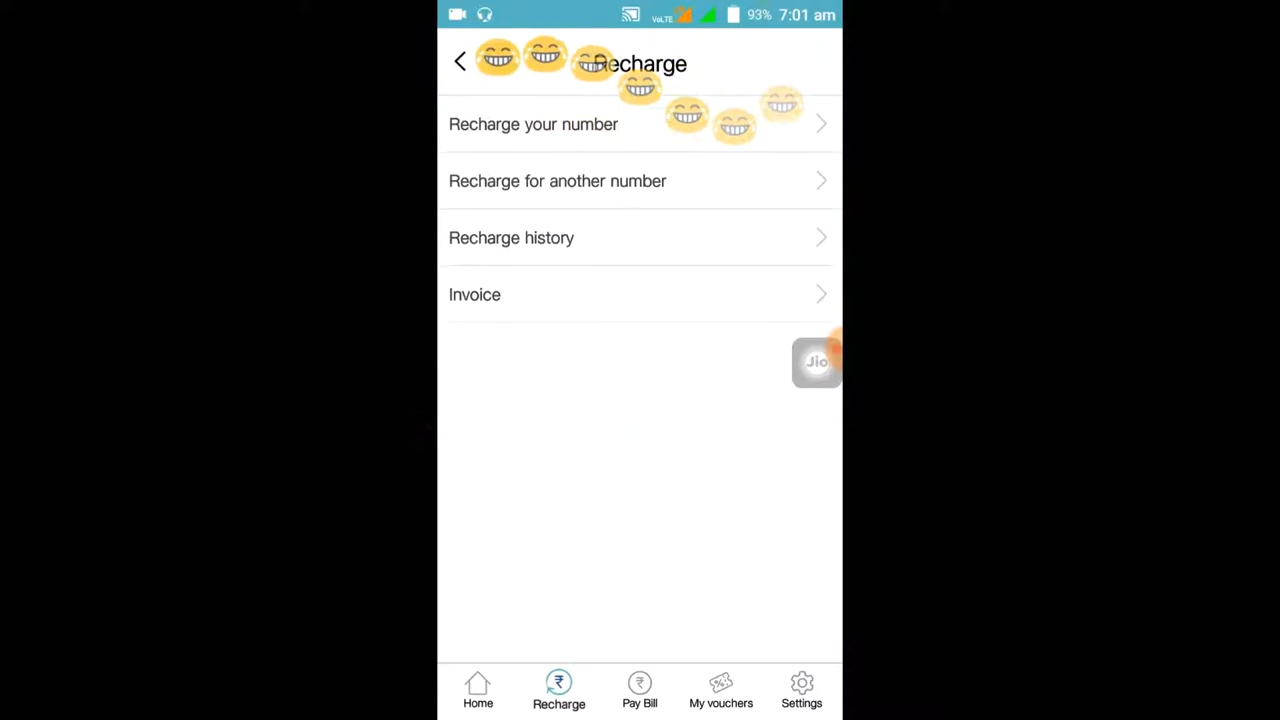 VoLTE 93% 7:01 am
Recharge
Recharge your number
Recharge for another number
Recharge history
Invoice
Jio
Home Recharge Pay Bill My vouchers Settings